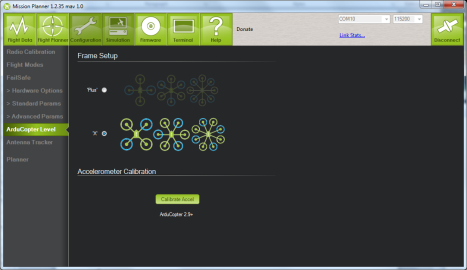 Mission Planner 1.2.35 mav 1.0
Flight Data
Flight Planner
Configuration
Simulation
Firmware
Terminal
Help
Donate
COM19
115200
Link Stats...
Disconnect
Radio Calibration
Flight Modes
FailSafe
> Hardware Options
> Standard Params
> Advanced Params
ArduCopter Level
Antenna Tracker
Planner
Frame Setup
'Plus'
'X'
Accelorometer Calibration
Calibrate Accel
ArduCopter 2.9+